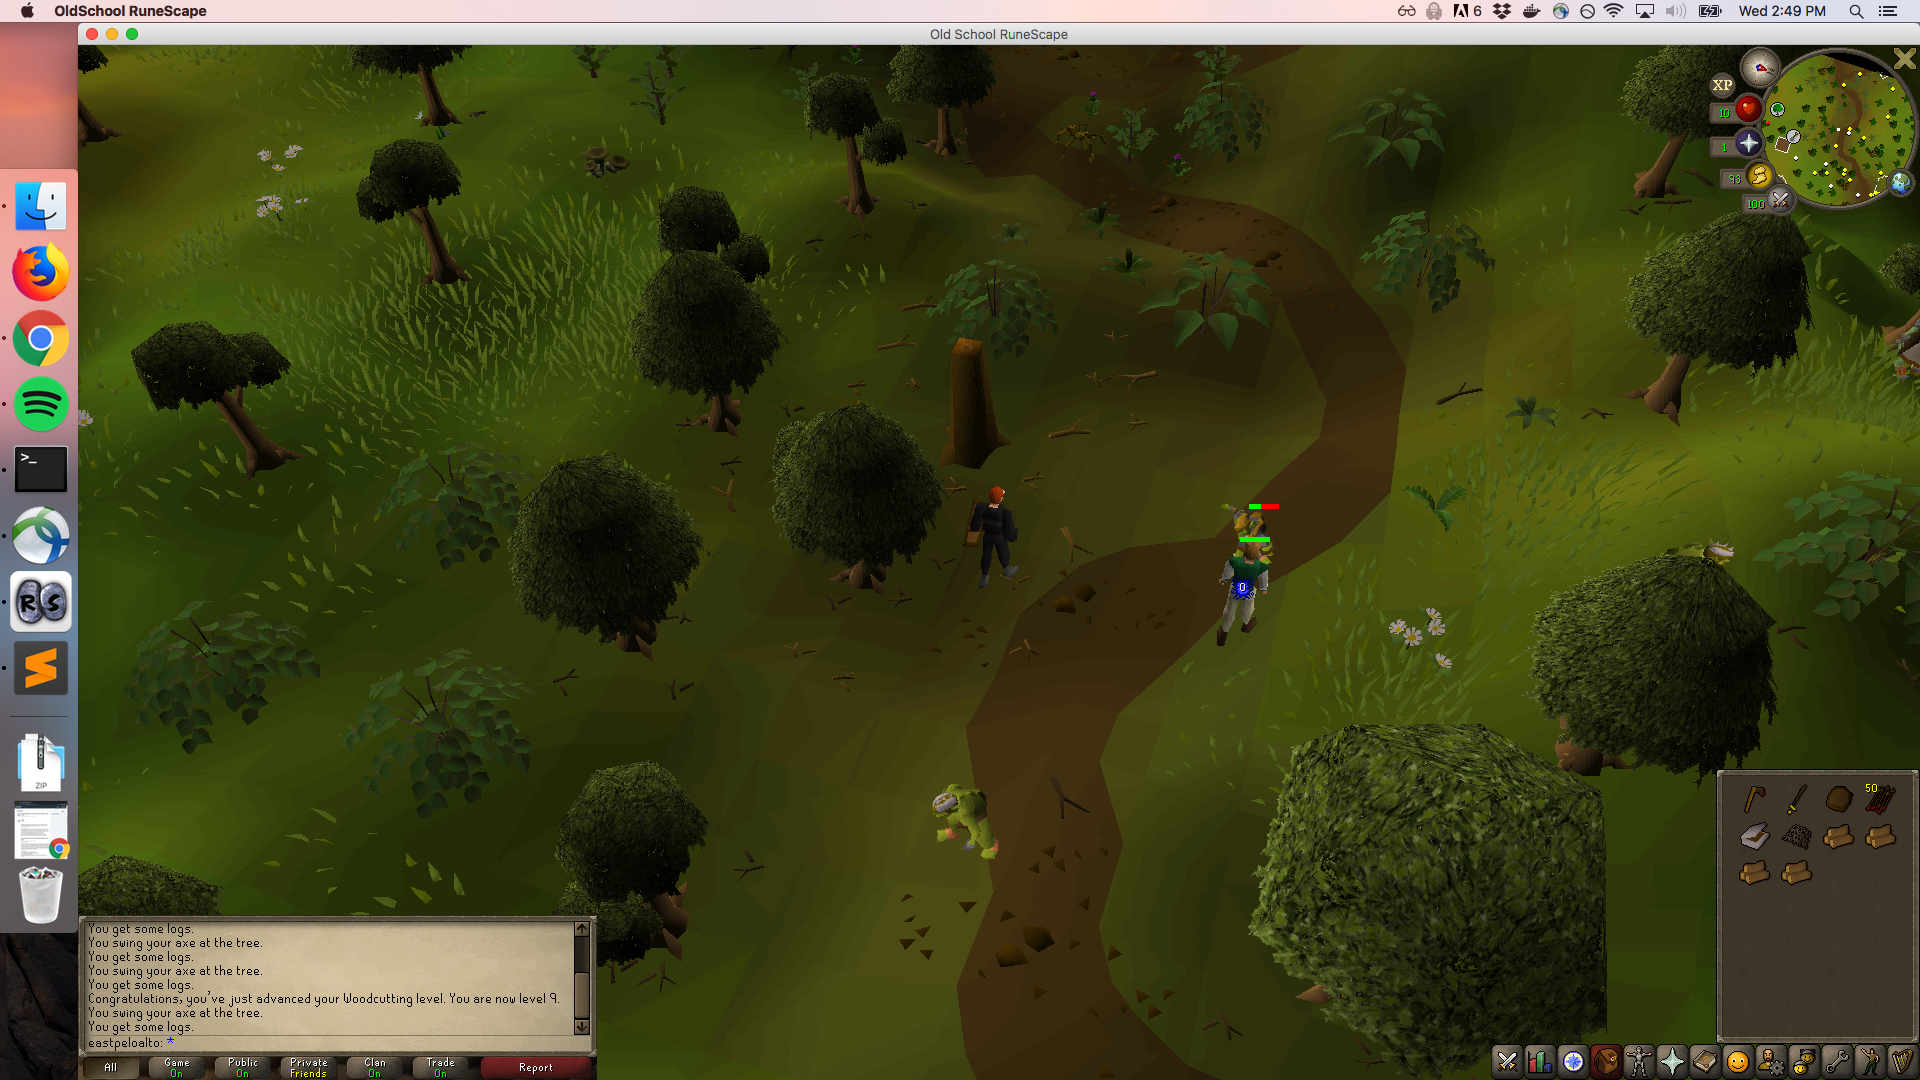 OldSchool RuneScape
6
Wed 2:49 PM
Old School RuneScape
XP
10
1
93
100
>_
RS
ZIP
0
50
You get some logs.
You swing your axe at the tree.
You get some logs.
You swing your axe at the tree.
You get some logs.
Congratulations, you've just advanced your Woodcutting level. You are now level 9.
You swing your axe at the tree.
You get some logs.
eastpeloalto: *
All
Game
On
Public
On
Private
Friends
Clan
On
Trade
On
Report